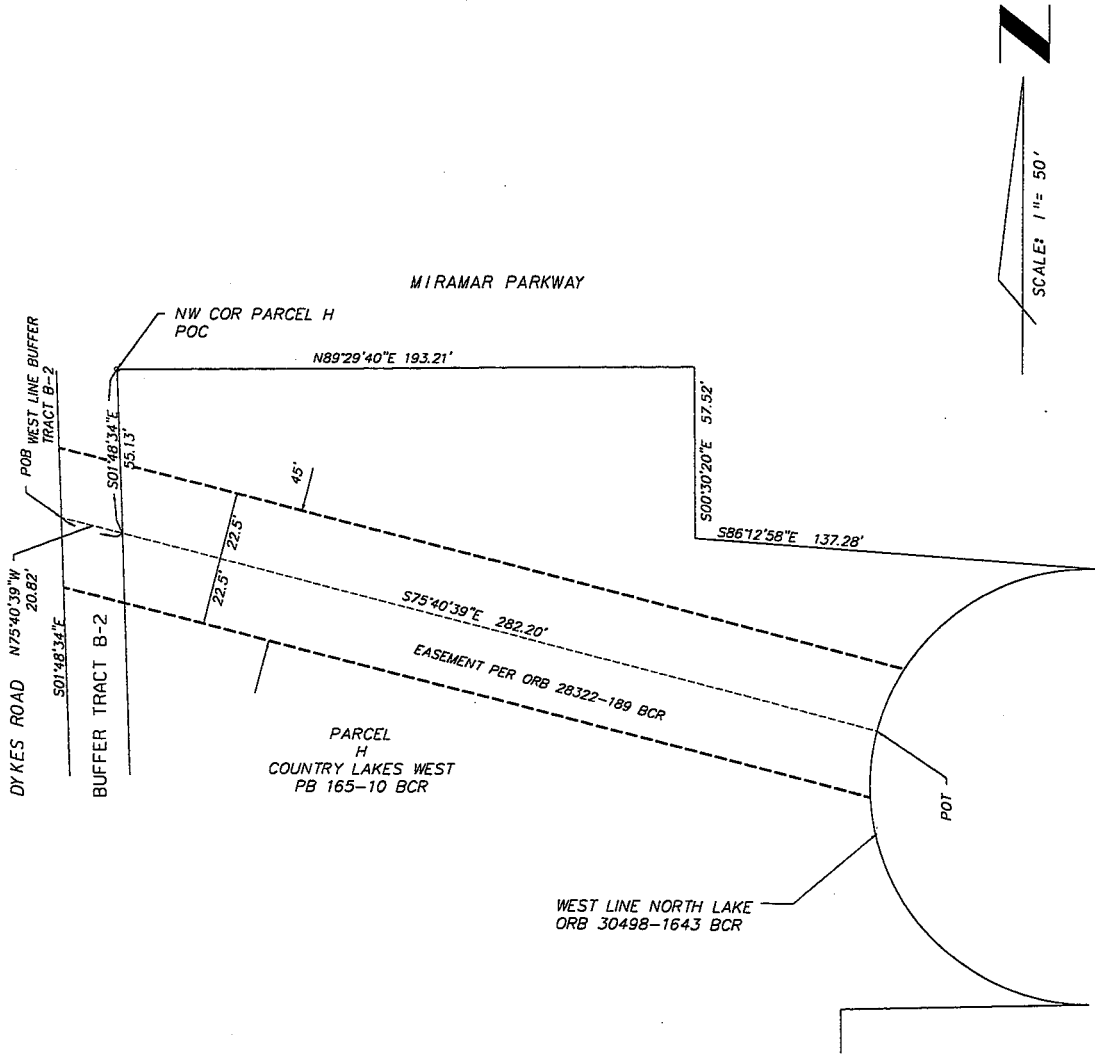 MIRAMAR PARKWAY
NW COR PARCEL H
POC
N89°29'40"E 193.21'
POB
WEST LINE BUFFER
TRACT B-2
S01°48'34"E
55.13'
DYKES ROAD
N75°40'39"W
20.82'
S01°48'34"E
BUFFER TRACT B-2
45'
22.5'
22.5'
S00°30'20"E 57.52'
S86°12'58"E 137.28'
S75°40'39"E 282.20'
EASEMENT PER ORB 28322-189 BCR
PARCEL
H
COUNTRY LAKES WEST
PB 165-10 BCR
POT
WEST LINE NORTH LAKE
ORB 30498-1643 BCR
SCALE: 1"= 50'
N